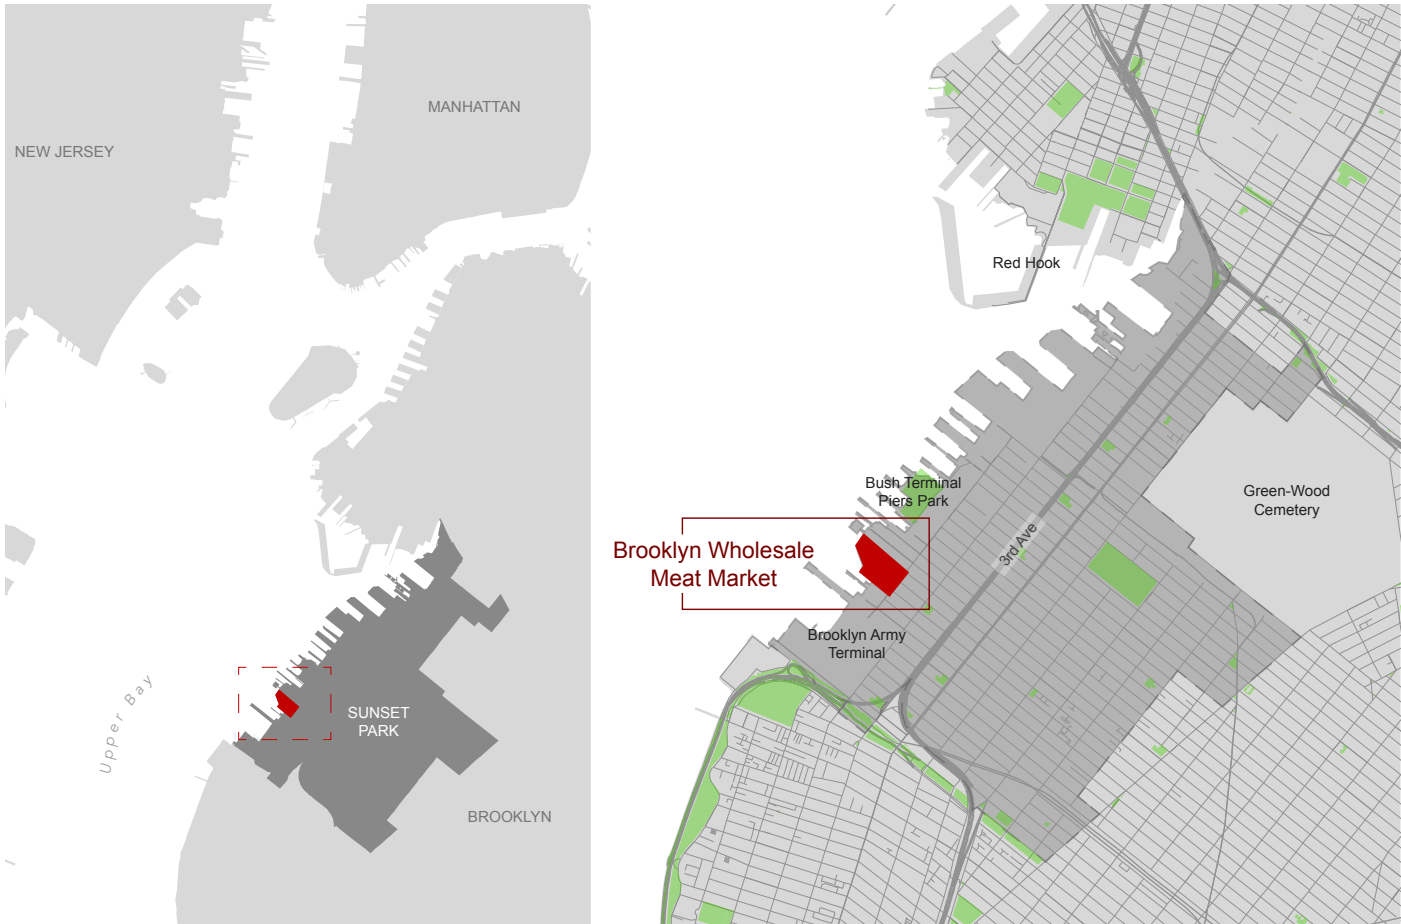 MANHATTAN
NEW JERSEY
SUNSET
PARK
Upper Bay
BROOKLYN
Red Hook
Bush Terminal
Piers Park
Green-Wood
Cemetery
3rd Ave
Brooklyn Wholesale
Meat Market
Brooklyn Army
Terminal